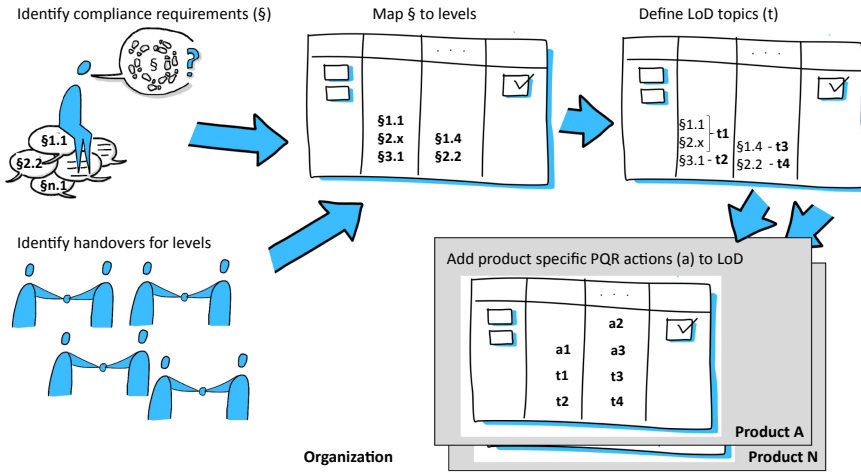 Identify compliance requirements (§)
Map § to levels
Define LoD topics (t)
§
?
. . .
. . .
§1.1
§2.2
§n.1
§1.1
§2.x
§3.1
§1.4
§2.2
§1.1
§2.x
- t1
§3.1 - t2
§1.4 - t3
§2.2 - t4
Identify handovers for levels
Add product specific PQR actions (a) to LoD
. . .
a2
a1
a3
t1
t3
t2
t4
Product A
Organization
Product N